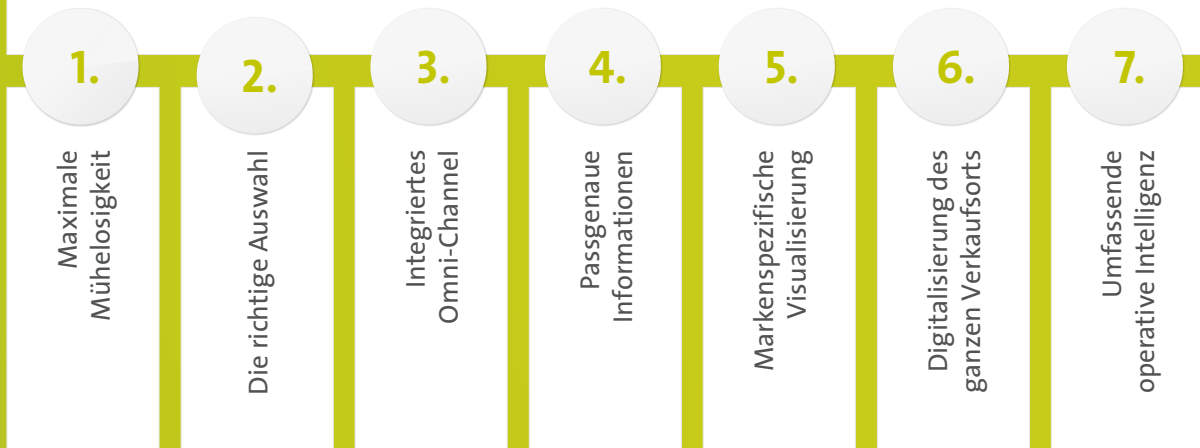 1.
Maximale
Mühelosigkeit
2.
Die richtige Auswahl
3.
Integriertes
Omni-Channel
4.
Passgenaue
Informationen
5.
Markenspezifische
Visualisierung
6.
Digitalisierung des
ganzen Verkaufsorts
7.
Umfassende
operative Intelligenz